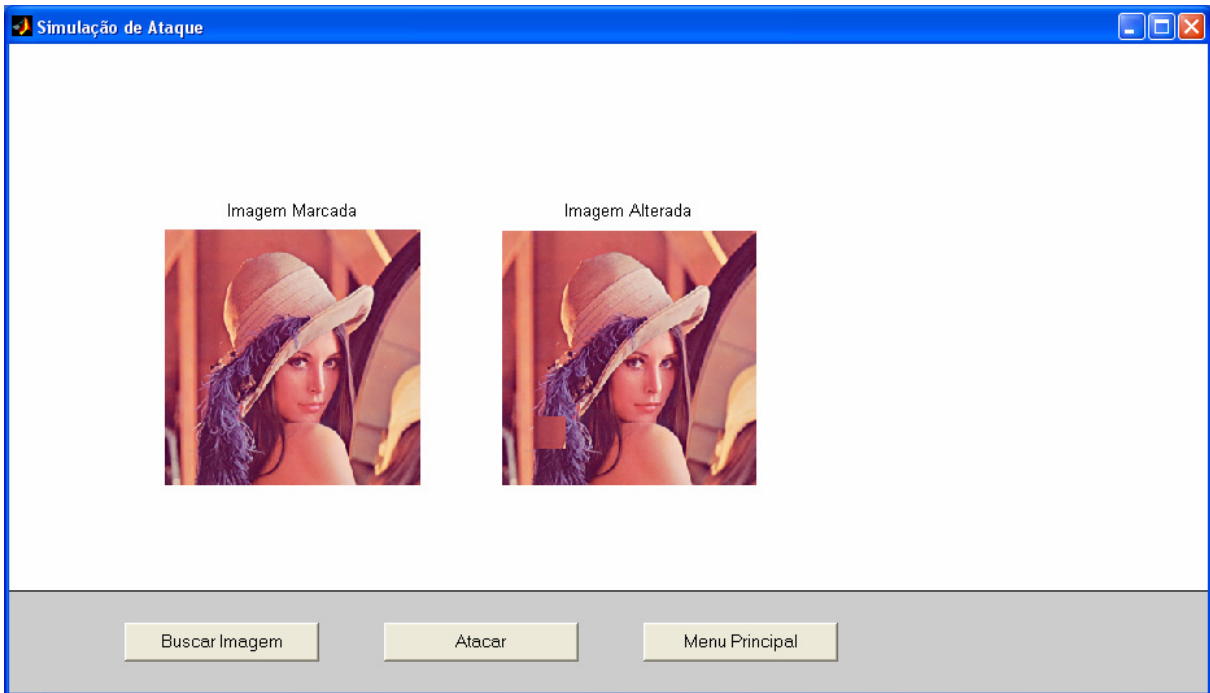 Simulação de Ataque
Imagem Marcada
Imagem Alterada
Buscar Imagem
Atacar
Menu Principal